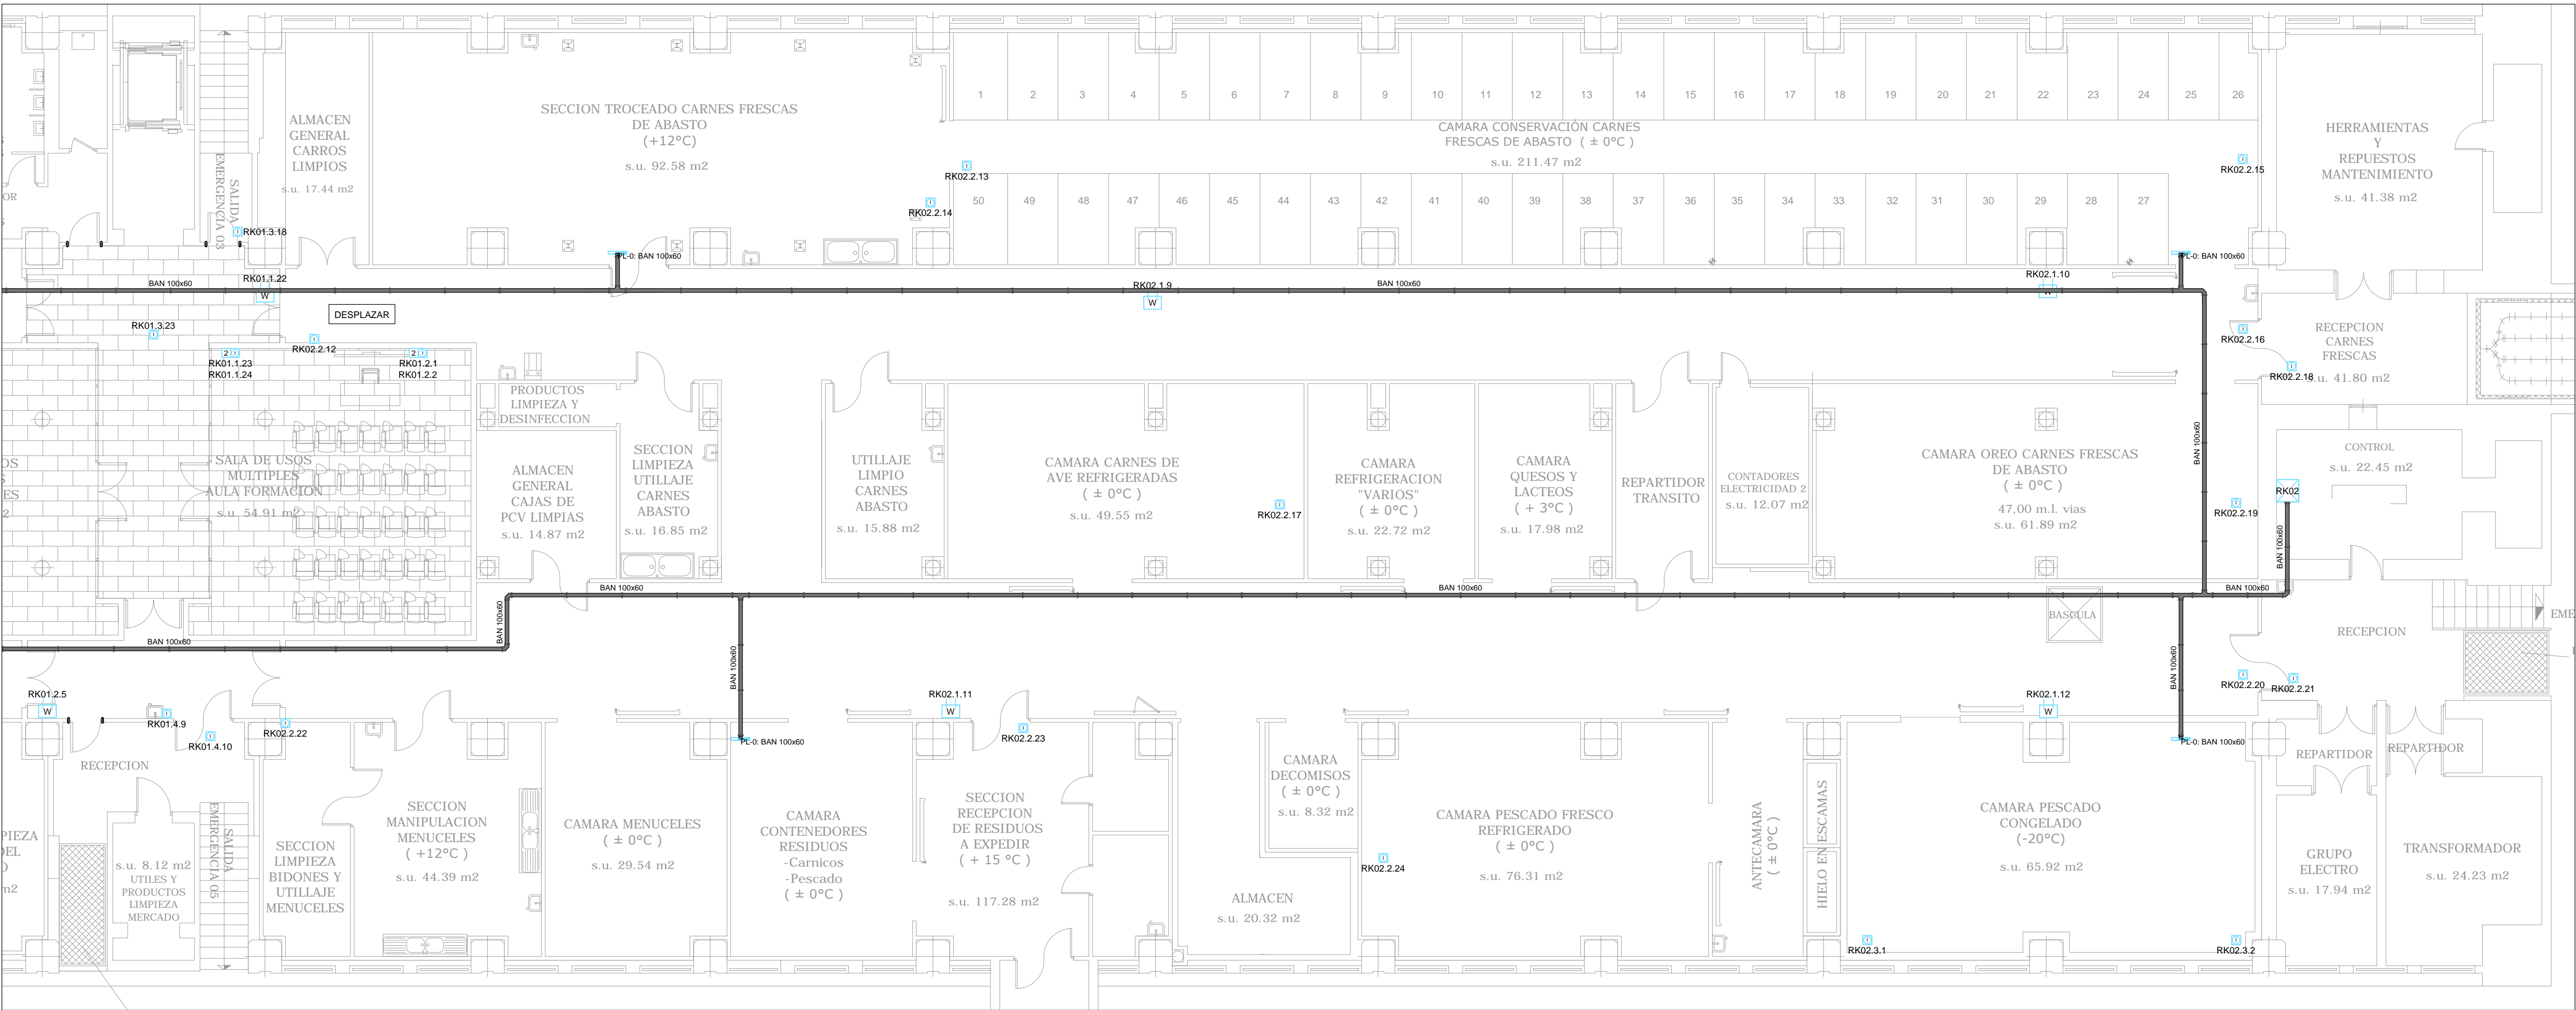 1
2
3
4
5
6
7
8
9
10
11
12
13
14
15
16
17
18
19
20
21
22
23
24
25
26
SECCION TROCEADO CARNES FRESCAS
DE ABASTO
(+12°C)
s.u. 92.58 m2
ALMACEN
GENERAL
CARROS
LIMPIOS
s.u. 17.44 m2
CAMARA CONSERVACIÓN CARNES
FRESCAS DE ABASTO ( ± 0°C )
s.u. 211.47 m2
HERRAMIENTAS
Y
REPUESTOS
MANTENIMIENTO
s.u. 41.38 m2
SALIDA
EMERGENCIA 03
OR
RK02.2.13
RK02.2.14
RK02.2.15
50
49
48
47
46
45
44
43
42
41
40
39
38
37
36
35
34
33
32
31
30
29
28
27
RK01.3.18
PL-0: BAN 100x60
PL-0: BAN 100x60
RK01.1.22
W
BAN 100x60
RK02.1.9
W
BAN 100x60
RK02.1.10
W
DESPLAZAR
RK01.3.23
RK02.2.12
2
RK01.1.23
RK01.1.24
2
RK01.2.1
RK01.2.2
RK02.2.16
RECEPCION
CARNES
FRESCAS
s.u. 41.80 m2
RK02.2.18
PRODUCTOS
LIMPIEZA Y
DESINFECCION
OS
S
ES
2
SALA DE USOS
MULTIPLES
AULA FORMACION
s.u. 54.91 m2
ALMACEN
GENERAL
CAJAS DE
PCV LIMPIAS
s.u. 14.87 m2
SECCION
LIMPIEZA
UTILLAJE
CARNES
ABASTO
s.u. 16.85 m2
UTILLAJE
LIMPIO
CARNES
ABASTO
s.u. 15.88 m2
CAMARA CARNES DE
AVE REFRIGERADAS
( ± 0°C )
s.u. 49.55 m2
RK02.2.17
CAMARA
REFRIGERACION
"VARIOS"
( ± 0°C )
s.u. 22.72 m2
CAMARA
QUESOS Y
LACTEOS
( + 3°C )
s.u. 17.98 m2
REPARTIDOR
TRANSITO
CONTADORES
ELECTRICIDAD 2
s.u. 12.07 m2
CAMARA OREO CARNES FRESCAS
DE ABASTO
( ± 0°C )
47,00 m.l. vias
s.u. 61.89 m2
BAN 100x60
RK02.2.19
CONTROL
s.u. 22.45 m2
RK02
BAN 100x60
BAN 100x60
BAN 100x60
BAN 100x60
BAN 100x60
BAN 100x60
BAN 100x60
BAN 100x60
BAN 100x60
BASCULA
RECEPCION
EME
RK01.2.5
W
RK01.4.9
RK01.4.10
RK02.2.22
RK02.1.11
W
RK02.2.23
RK02.1.12
W
RK02.2.20
RK02.2.21
PL-0: BAN 100x60
PL-0: BAN 100x60
RECEPCION
PIEZA
DEL
O
m2
s.u. 8.12 m2
UTILES Y
PRODUCTOS
LIMPIEZA
MERCADO
SALIDA
EMERGENCIA 05
SECCION
LIMPIEZA
BIDONES Y
UTILLAJE
MENUCELES
SECCION
MANIPULACION
MENUCELES
( +12°C )
s.u. 44.39 m2
CAMARA MENUCELES
( ± 0°C )
s.u. 29.54 m2
CAMARA
CONTENEDORES
RESIDUOS
-Carnicos
-Pescado
( ± 0°C )
SECCION
RECEPCION
DE RESIDUOS
A EXPEDIR
( + 15 °C )
s.u. 117.28 m2
CAMARA
DECOMISOS
( ± 0°C )
s.u. 8.32 m2
ALMACEN
s.u. 20.32 m2
RK02.2.24
CAMARA PESCADO FRESCO
REFRIGERADO
( ± 0°C )
s.u. 76.31 m2
ANTECAMARA
( ± 0°C )
HIELO EN ESCAMAS
CAMARA PESCADO
CONGELADO
(-20°C)
s.u. 65.92 m2
RK02.3.1
RK02.3.2
REPARTIDOR
REPARTIDOR
GRUPO
ELECTRO
s.u. 17.94 m2
TRANSFORMADOR
s.u. 24.23 m2